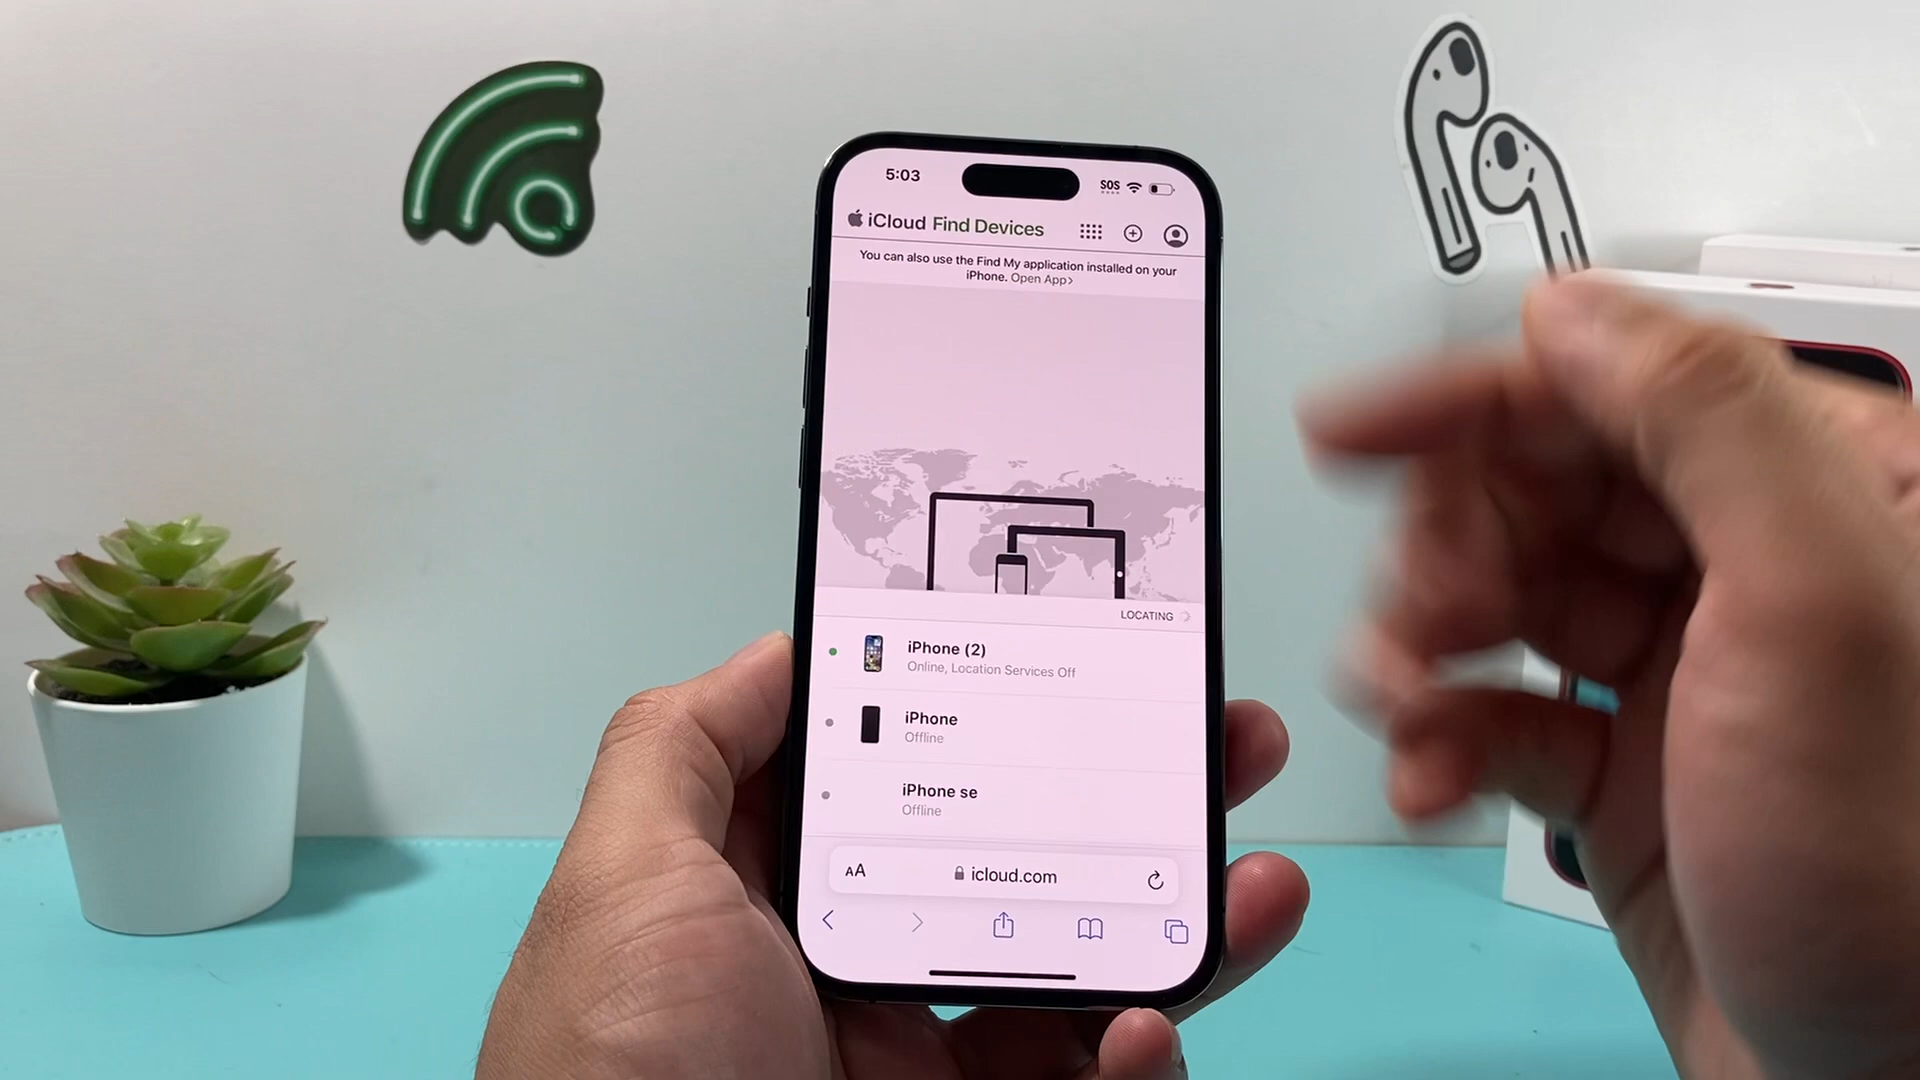 5:03
SOS
iCloud Find Devices
You can also use the Find My application installed on your
iPhone. Open App>
LOCATING
iPhone (2)
Online, Location Services Off
iPhone
Offline
iPhone se
Offline
AA
icloud.com